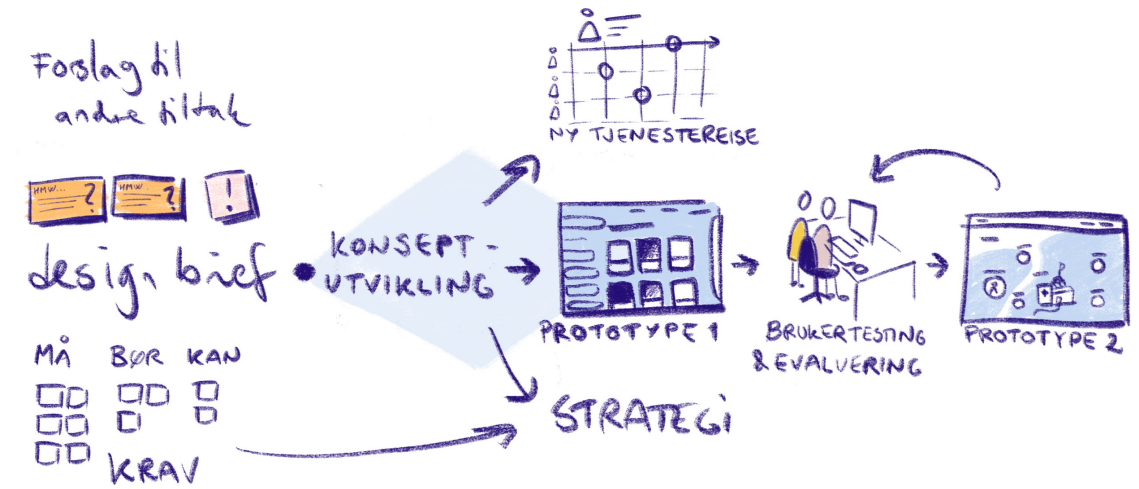 Forslag til
andre tiltak
HMW...
?
HMW...
?
!
design brief
KONSEPT-
UTVIKLING
MÅ BØR KAN
KRAV
NY TJENESTEREISE
PROTOTYPE 1
STRATEGI
BRUKERTESTING
& EVALUERING
R
PROTOTYPE 2